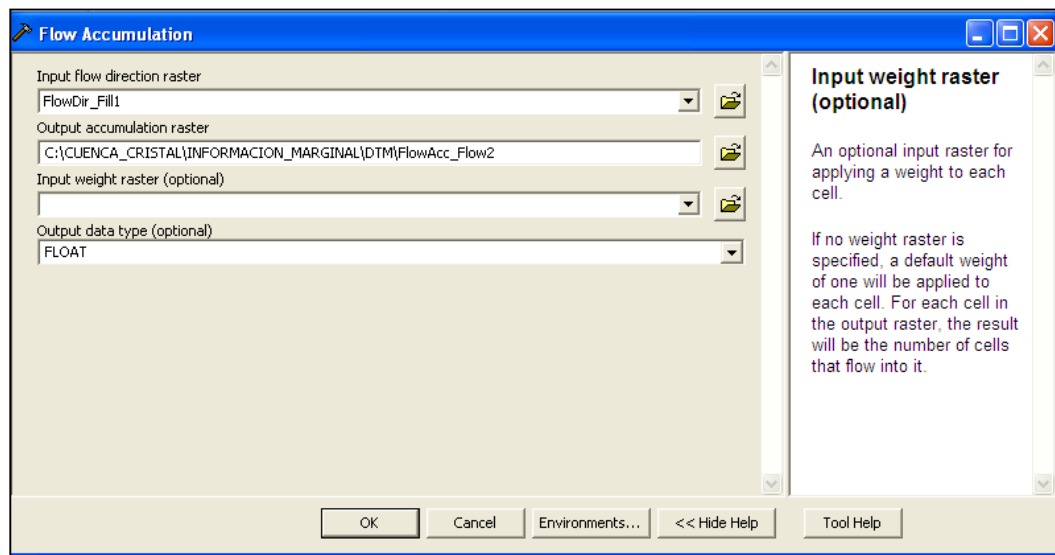 Flow Accumulation
Input flow direction raster
FlowDir_Fill1
Output accumulation raster
C:\CUENCA_CRISTAL\INFORMACION_MARGINAL\DTM\FlowAcc_Flow2
Input weight raster (optional)
Output data type (optional)
FLOAT
Input weight raster
(optional)
An optional input raster for
applying a weight to each
cell.
If no weight raster is
specified, a default weight
of one will be applied to
each cell. For each cell in
the output raster, the result
will be the number of cells
that flow into it.
OK Cancel Environments... << Hide Help Tool Help